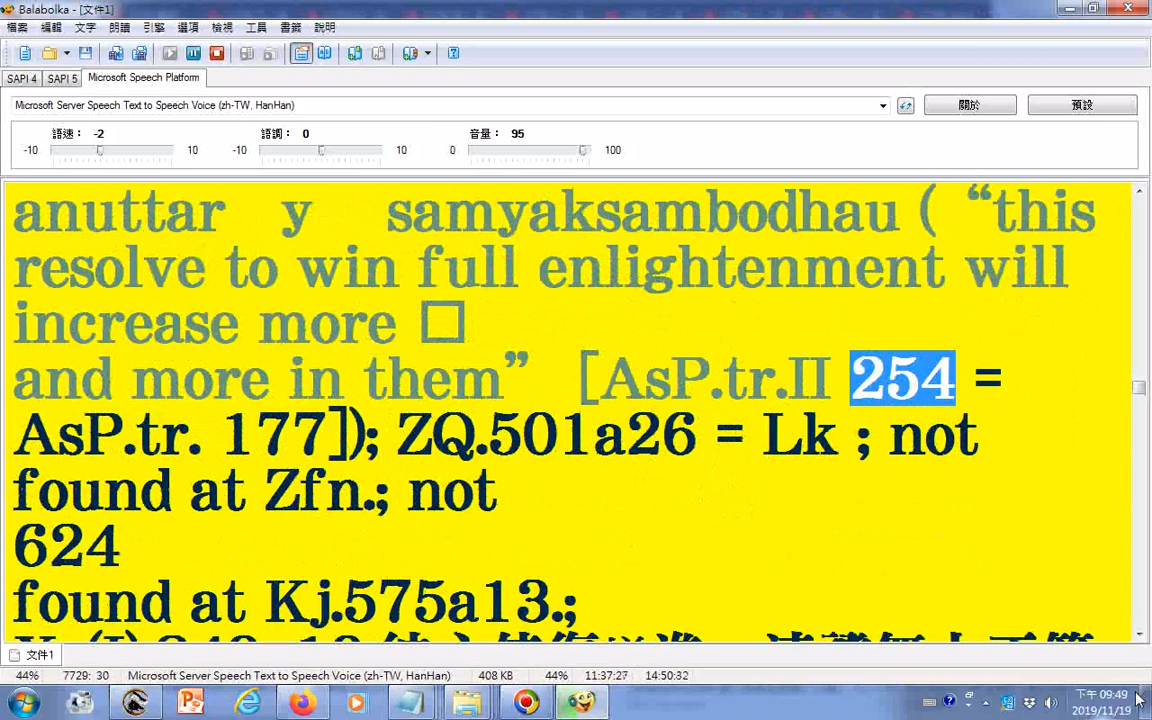 Balabolka - [文件1]
檔案 編輯 文字 朗讀 引擎 選項 檢視 工具 書籤 說明
SAPI 4 SAPI 5 Microsoft Speech Platform
Microsoft Server Speech Text to Speech Voice (zh-TW, HanHan) 關於 預設
語速： -2 語調： 0 音量： 95
-10 10 -10 10 0 100
anuttar y samyaksambodhau ( “this
resolve to win full enlightenment will
increase more □
and more in them” [AsP.tr.II 254 =
AsP.tr. 177]); ZQ.501a26 = Lk ; not
found at Zfn.; not
624
found at Kj.575a13.;
文件1
44% 7729: 30 Microsoft Server Speech Text to Speech Voice (zh-TW, HanHan) 408 KB 44% 11:37:27 14:50:32
下午 09:49
2019/11/19